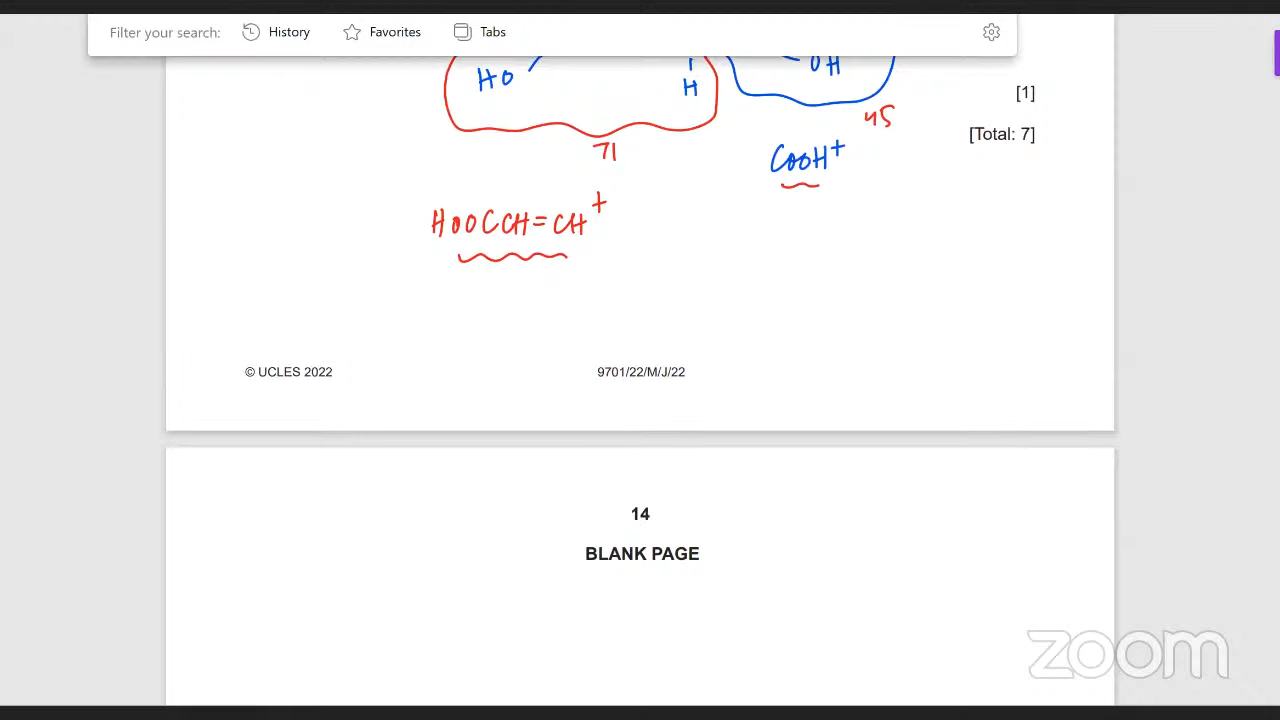 Filter your search: History Favorites Tabs
HO
H
OH
[1]
45
[Total: 7]
71
COOH+
HOOCCH=CH+
© UCLES 2022
9701/22/M/J/22
14
BLANK PAGE
zoom